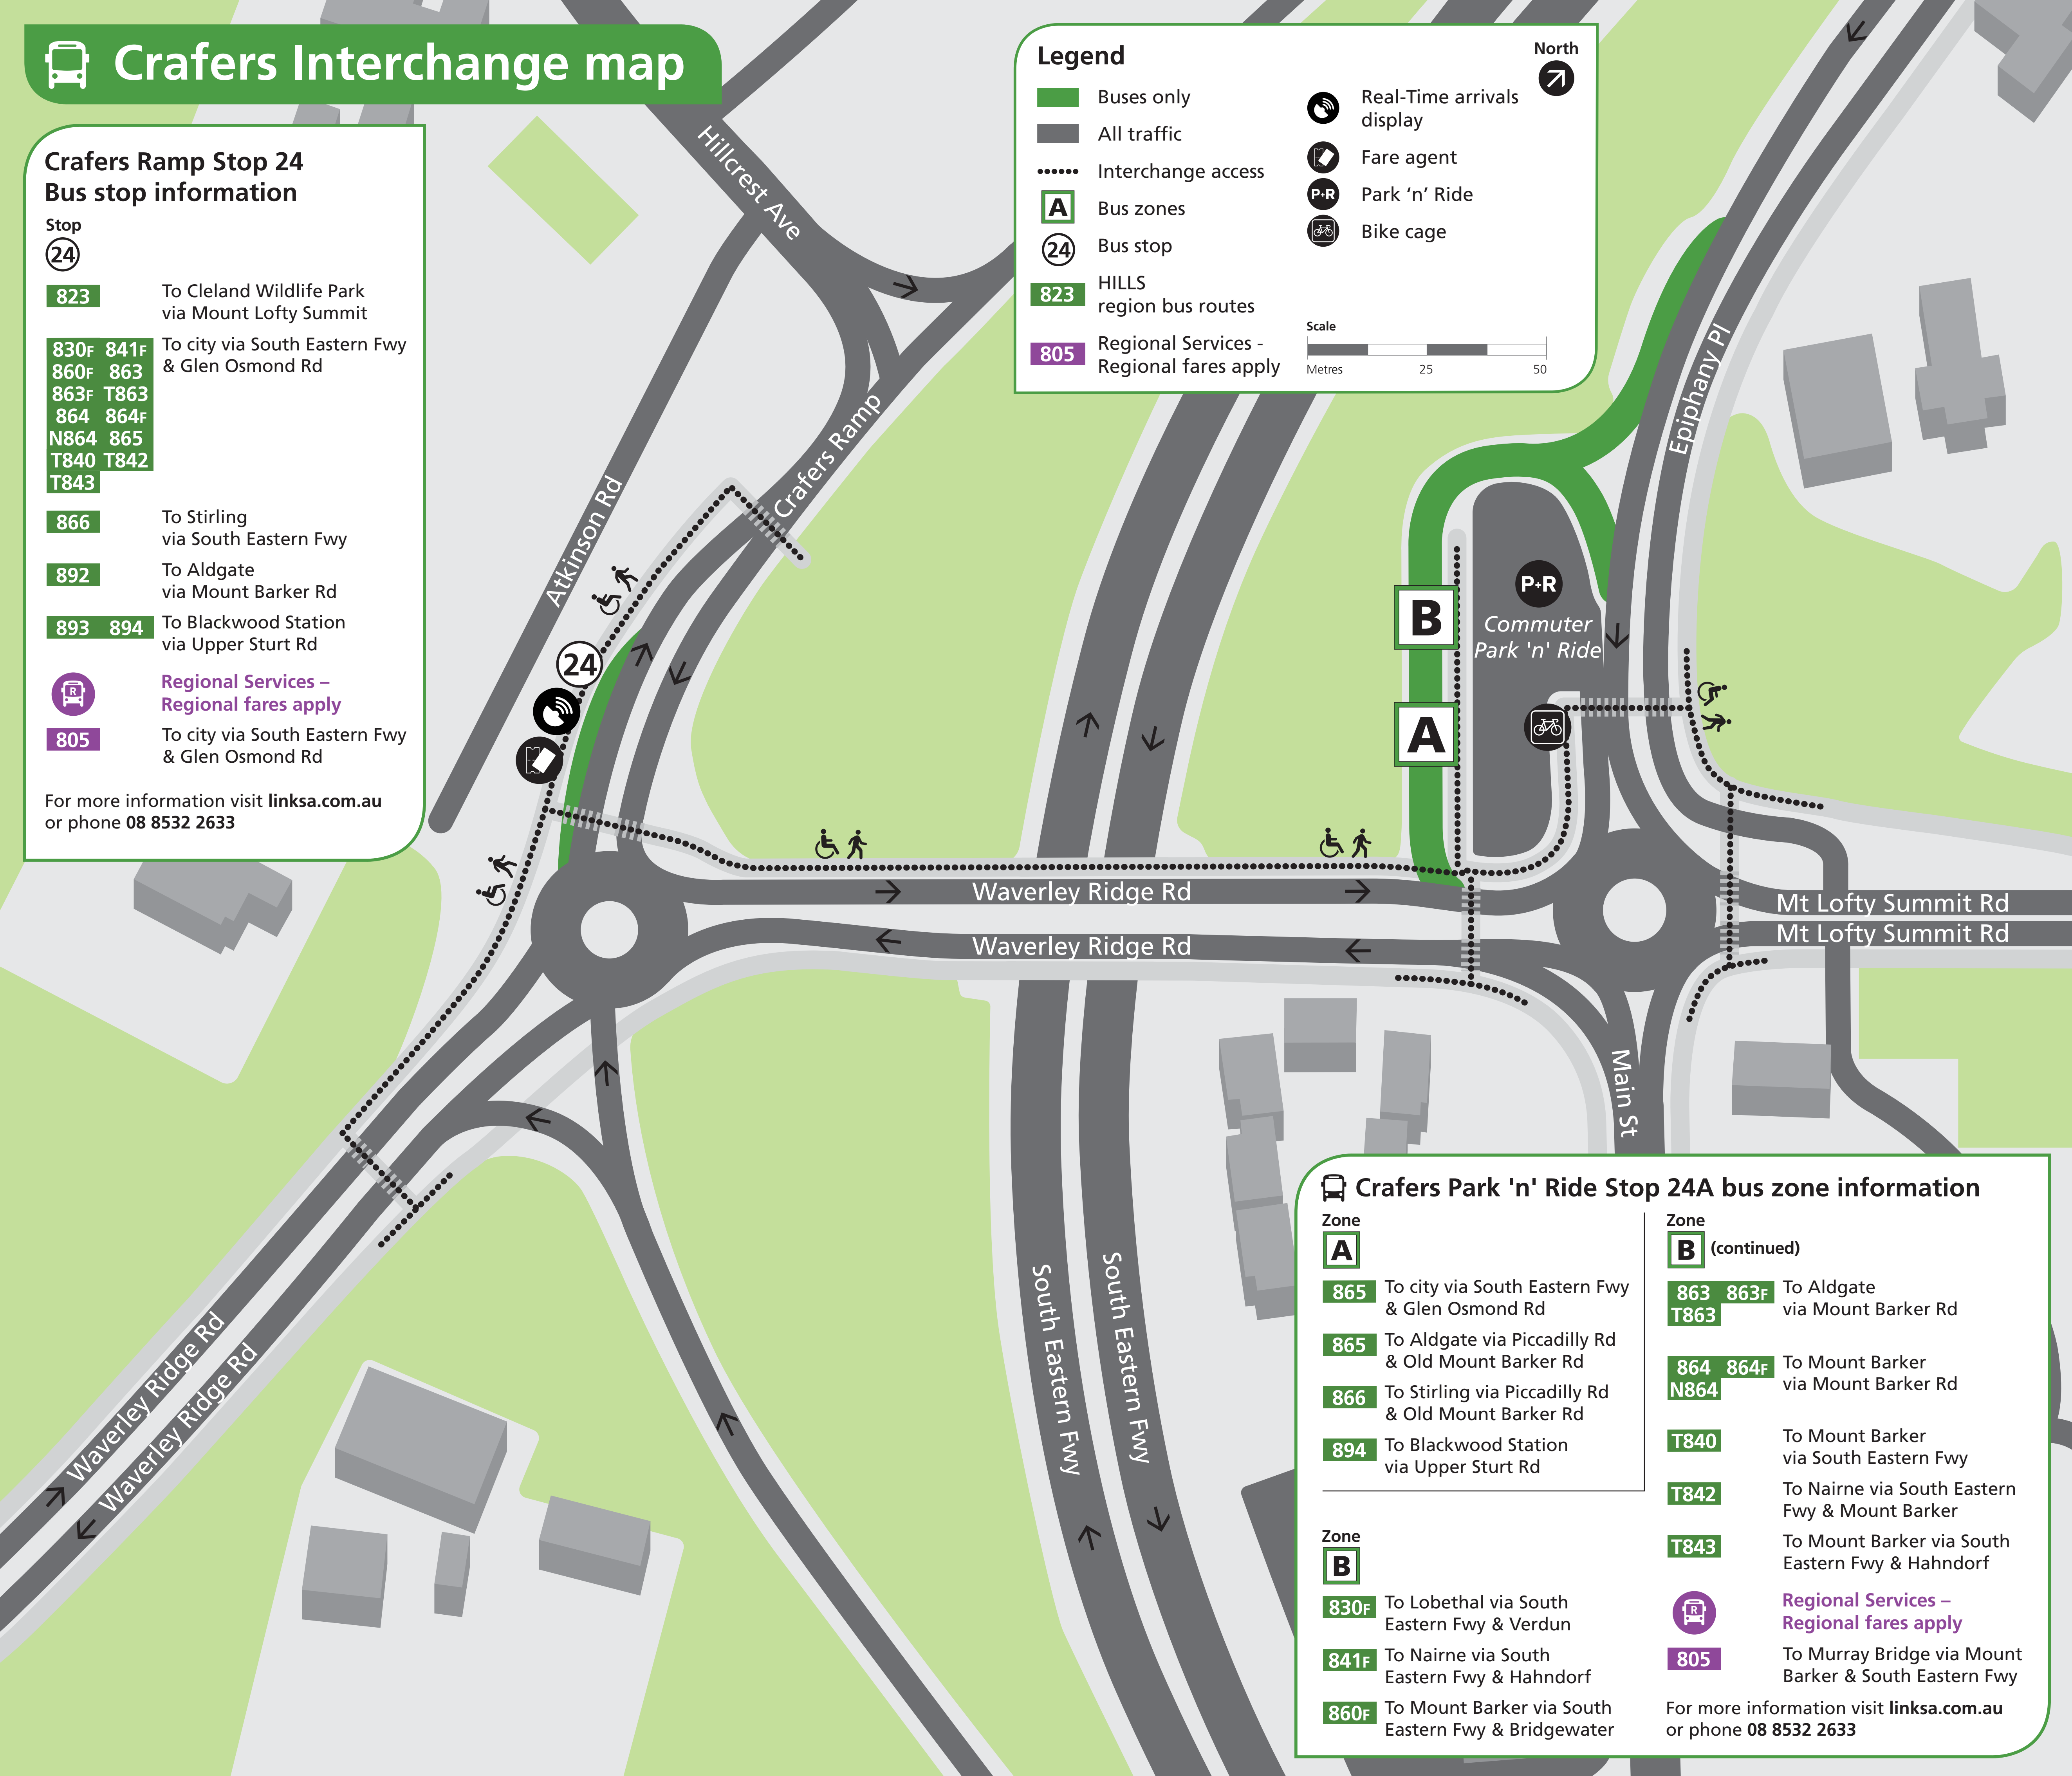 Crafers Interchange map
Crafers Ramp Stop 24
Bus stop information
Stop
24
823
To Cleland Wildlife Park
via Mount Lofty Summit
830F 841F
860F 863
863F T863
864 864F
N864 865
T840 T842
T843
To city via South Eastern Fwy
& Glen Osmond Rd
866
To Stirling
via South Eastern Fwy
892
To Aldgate
via Mount Barker Rd
893 894
To Blackwood Station
via Upper Sturt Rd
R
Regional Services –
Regional fares apply
805
To city via South Eastern Fwy
& Glen Osmond Rd
For more information visit linksa.com.au
or phone 08 8532 2633
Legend
North
Buses only
All traffic
Interchange access
A
Bus zones
24
Bus stop
823
HILLS
region bus routes
805
Regional Services -
Regional fares apply
Real-Time arrivals
display
Fare agent
P+R
Park ‘n’ Ride
Bike cage
Scale
Metres 25 50
Hillcrest Ave
Atkinson Rd
Crafers Ramp
Epiphany Pl
24
B
A
P+R
Commuter
Park 'n' Ride
Waverley Ridge Rd
Waverley Ridge Rd
Mt Lofty Summit Rd
Mt Lofty Summit Rd
Main St
South Eastern Fwy
South Eastern Fwy
Waverley Ridge Rd
Waverley Ridge Rd
Crafers Park 'n' Ride Stop 24A bus zone information
Zone
A
865
To city via South Eastern Fwy
& Glen Osmond Rd
865
To Aldgate via Piccadilly Rd
& Old Mount Barker Rd
866
To Stirling via Piccadilly Rd
& Old Mount Barker Rd
894
To Blackwood Station
via Upper Sturt Rd
Zone
B
830F
To Lobethal via South
Eastern Fwy & Verdun
841F
To Nairne via South
Eastern Fwy & Hahndorf
860F
To Mount Barker via South
Eastern Fwy & Bridgewater
Zone
B (continued)
863 863F
T863
To Aldgate
via Mount Barker Rd
864 864F
N864
To Mount Barker
via Mount Barker Rd
T840
To Mount Barker
via South Eastern Fwy
T842
To Nairne via South Eastern
Fwy & Mount Barker
T843
To Mount Barker via South
Eastern Fwy & Hahndorf
R
Regional Services –
Regional fares apply
805
To Murray Bridge via Mount
Barker & South Eastern Fwy
For more information visit linksa.com.au
or phone 08 8532 2633